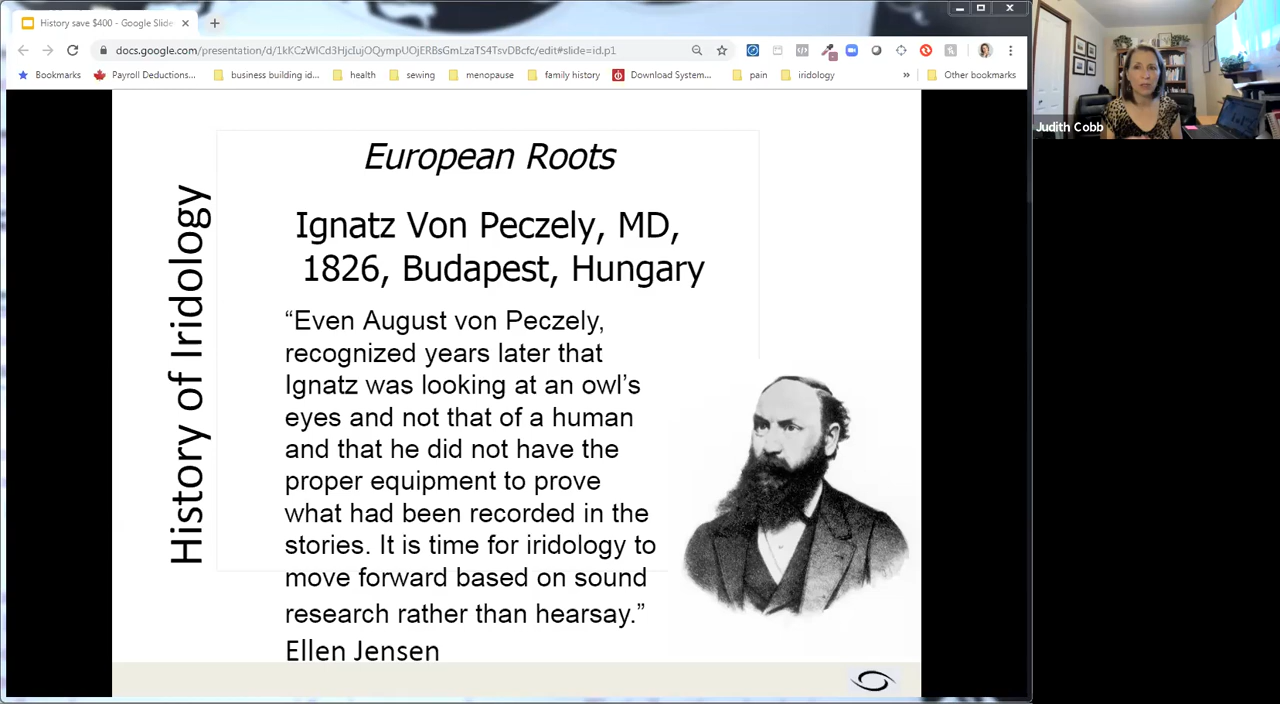 History save $400 - Google Slide
docs.google.com/presentation/d/1kKCzWlCd3HjcIujOQympUOjERBsGmLzaTS4TsvDBcfc/edit#slide=id.p1
Bookmarks
Payroll Deductions...
business building id...
health
sewing
menopause
family history
Download System...
pain
iridology
»
Other bookmarks
Judith Cobb
History of Iridology
European Roots
Ignatz Von Peczely, MD,
1826, Budapest, Hungary
“Even August von Peczely,
recognized years later that
Ignatz was looking at an owl’s
eyes and not that of a human
and that he did not have the
proper equipment to prove
what had been recorded in the
stories. It is time for iridology to
move forward based on sound
research rather than hearsay.”
Ellen Jensen